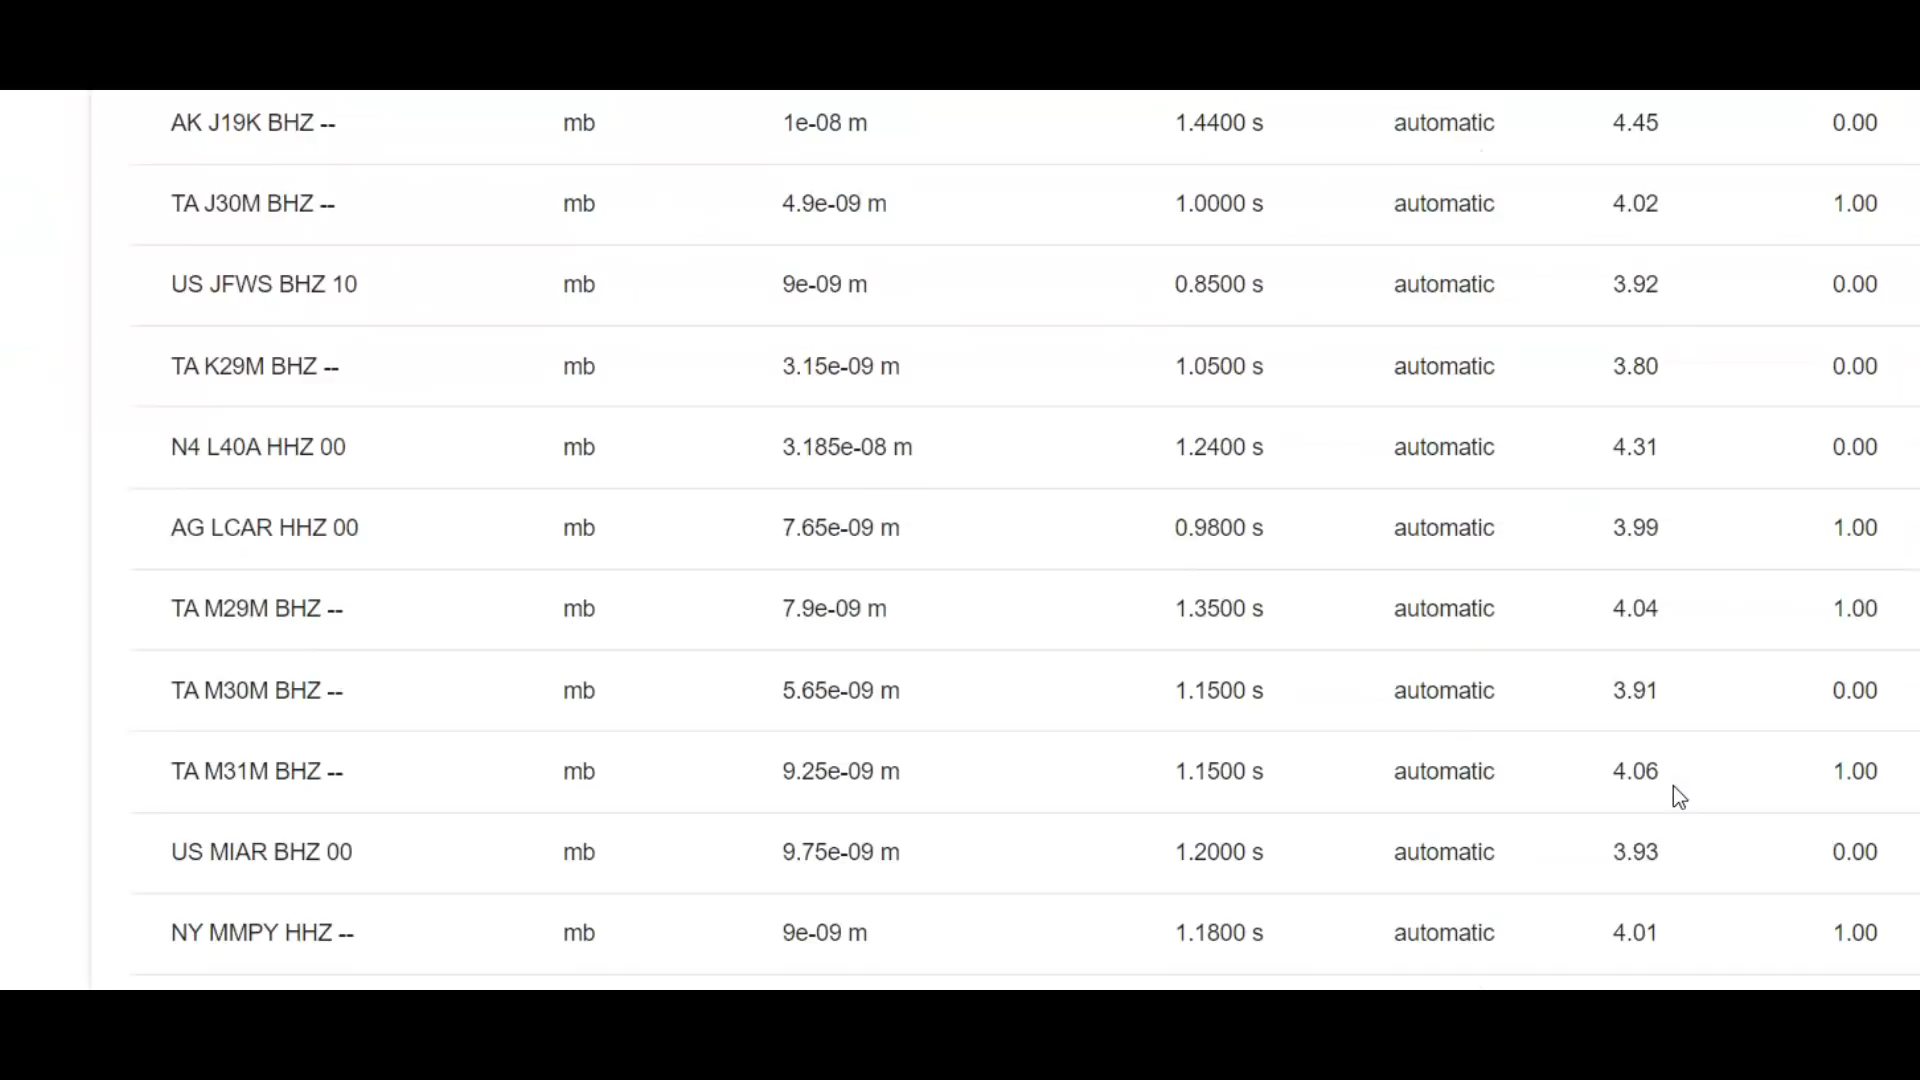 AK J19K BHZ -- mb 1e-08 m 1.4400 s automatic 4.45 0.00
TA J30M BHZ -- mb 4.9e-09 m 1.0000 s automatic 4.02 1.00
US JFWS BHZ 10 mb 9e-09 m 0.8500 s automatic 3.92 0.00
TA K29M BHZ -- mb 3.15e-09 m 1.0500 s automatic 3.80 0.00
N4 L40A HHZ 00 mb 3.185e-08 m 1.2400 s automatic 4.31 0.00
AG LCAR HHZ 00 mb 7.65e-09 m 0.9800 s automatic 3.99 1.00
TA M29M BHZ -- mb 7.9e-09 m 1.3500 s automatic 4.04 1.00
TA M30M BHZ -- mb 5.65e-09 m 1.1500 s automatic 3.91 0.00
TA M31M BHZ -- mb 9.25e-09 m 1.1500 s automatic 4.06 1.00
US MIAR BHZ 00 mb 9.75e-09 m 1.2000 s automatic 3.93 0.00
NY MMPY HHZ -- mb 9e-09 m 1.1800 s automatic 4.01 1.00